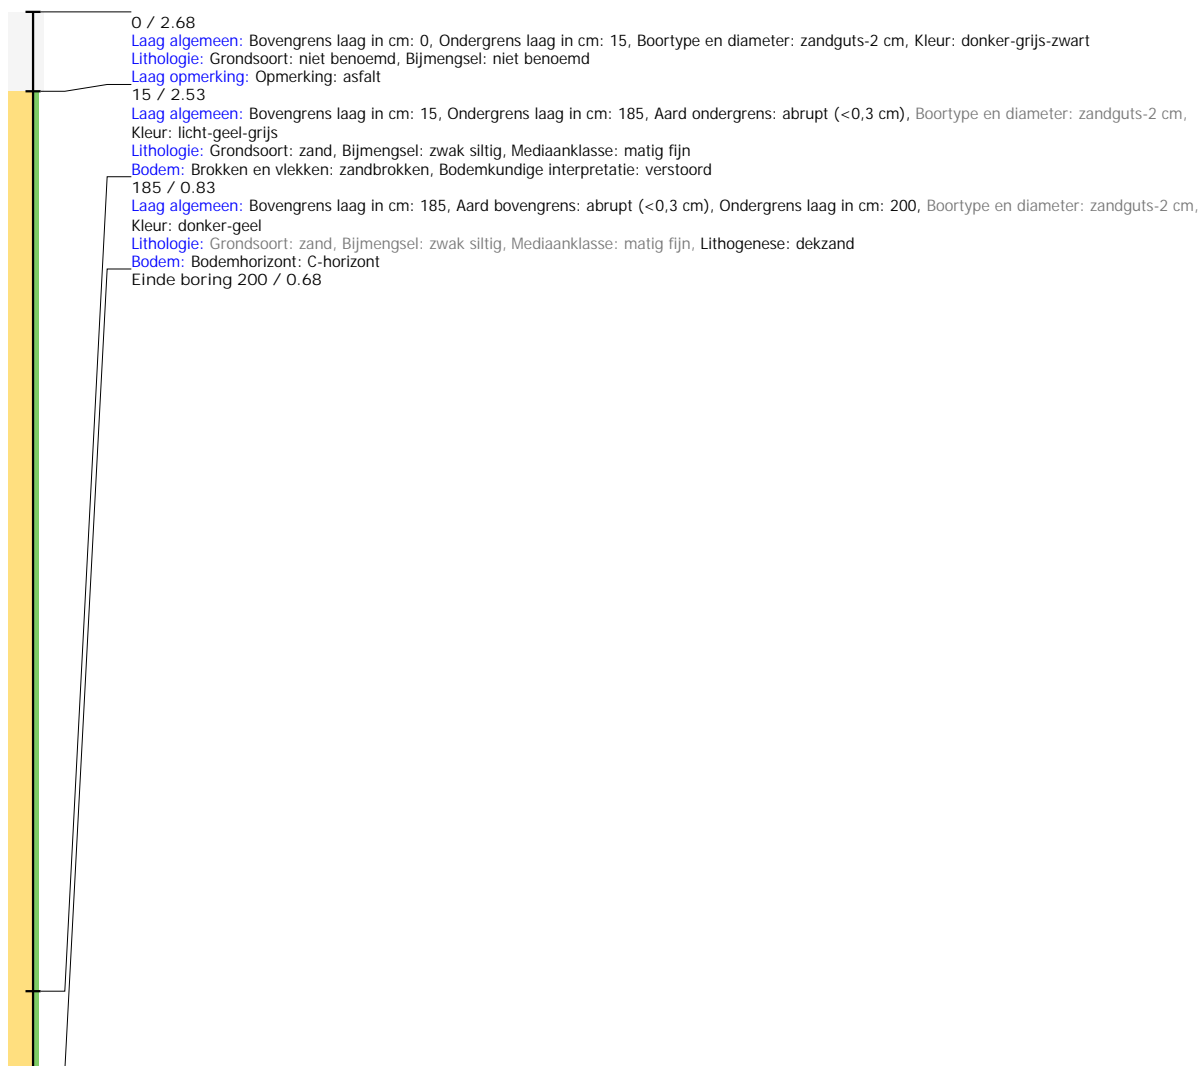 0 / 2.68
Laag algemeen: Bovengrens laag in cm: 0, Ondergrens laag in cm: 15, Boortype en diameter: zandguts-2 cm, Kleur: donker-grijs-zwart
Lithologie: Grondsoort: niet benoemd, Bijmengsel: niet benoemd
Laag opmerking: Opmerking: asfalt
15 / 2.53
Laag algemeen: Bovengrens laag in cm: 15, Ondergrens laag in cm: 185, Aard ondergrens: abrupt (<0,3 cm), Boortype en diameter: zandguts-2 cm,
Kleur: licht-geel-grijs
Lithologie: Grondsoort: zand, Bijmengsel: zwak siltig, Mediaanklasse: matig fijn
Bodem: Brokken en vlekken: zandbrokken, Bodemkundige interpretatie: verstoord
185 / 0.83
Laag algemeen: Bovengrens laag in cm: 185, Aard bovengrens: abrupt (<0,3 cm), Ondergrens laag in cm: 200, Boortype en diameter: zandguts-2 cm,
Kleur: donker-geel
Lithologie: Grondsoort: zand, Bijmengsel: zwak siltig, Mediaanklasse: matig fijn, Lithogenese: dekzand
Bodem: Bodemhorizont: C-horizont
Einde boring 200 / 0.68